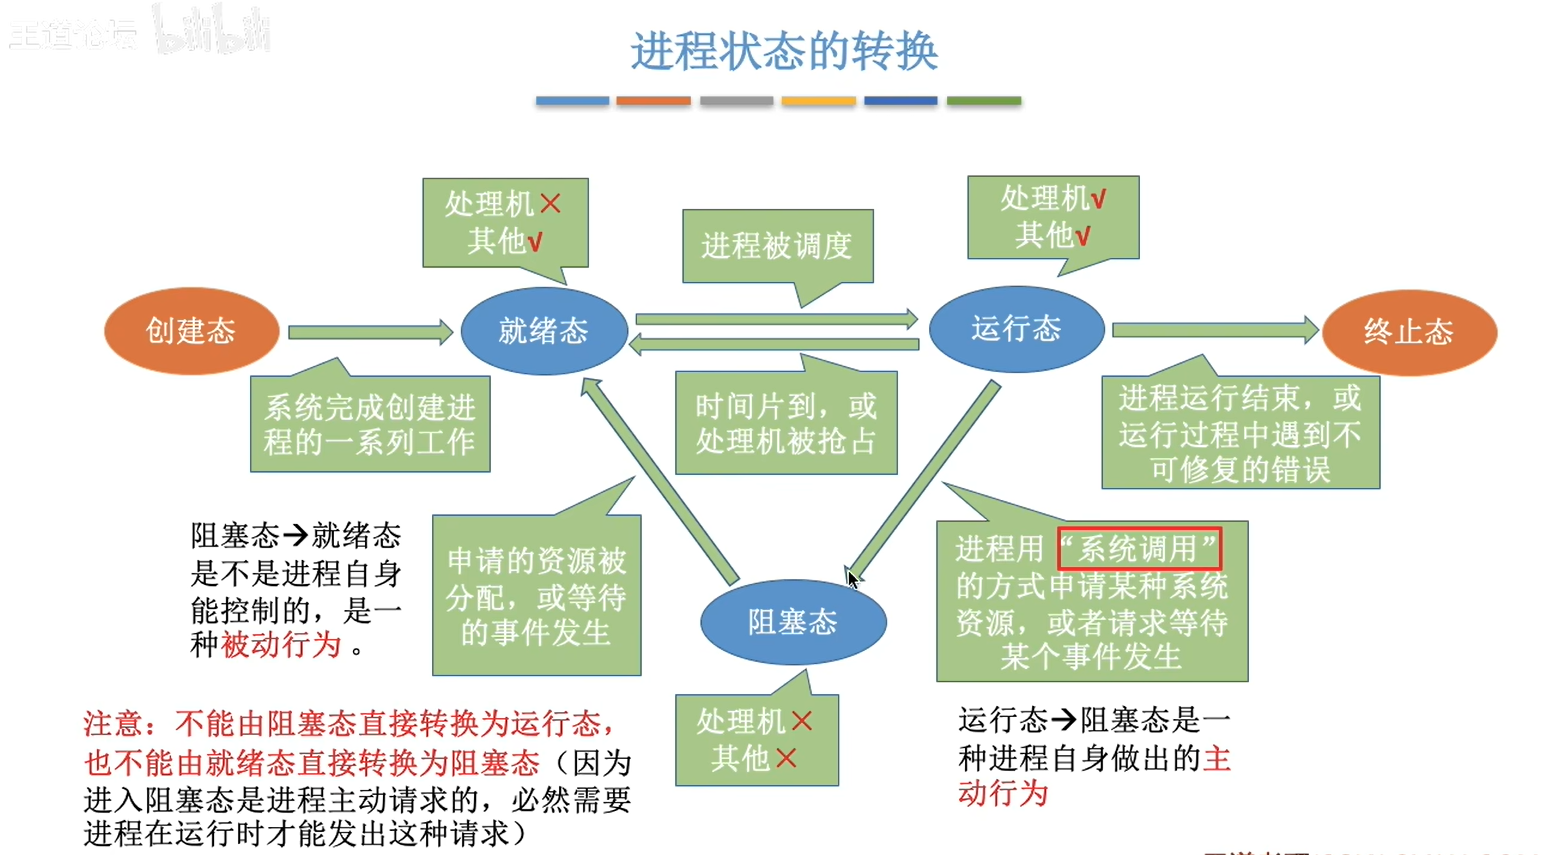 王道论坛 bilibili
进程状态的转换
处理机×
其他√
进程被调度
处理机√
其他√
创建态
就绪态
运行态
终止态
系统完成创建进
程的一系列工作
时间片到，或
处理机被抢占
进程运行结束，或
运行过程中遇到不
可修复的错误
阻塞态→就绪态
是不是进程自身
能控制的，是一
种被动行为 。
申请的资源被
分配，或等待
的事件发生
进程用“系统调用”
的方式申请某种系统
资源，或者请求等待
某个事件发生
阻塞态
处理机×
其他×
注意：不能由阻塞态直接转换为运行态，
也不能由就绪态直接转换为阻塞态（因为
进入阻塞态是进程主动请求的，必然需要
进程在运行时才能发出这种请求）
运行态→阻塞态是一
种进程自身做出的主
动行为